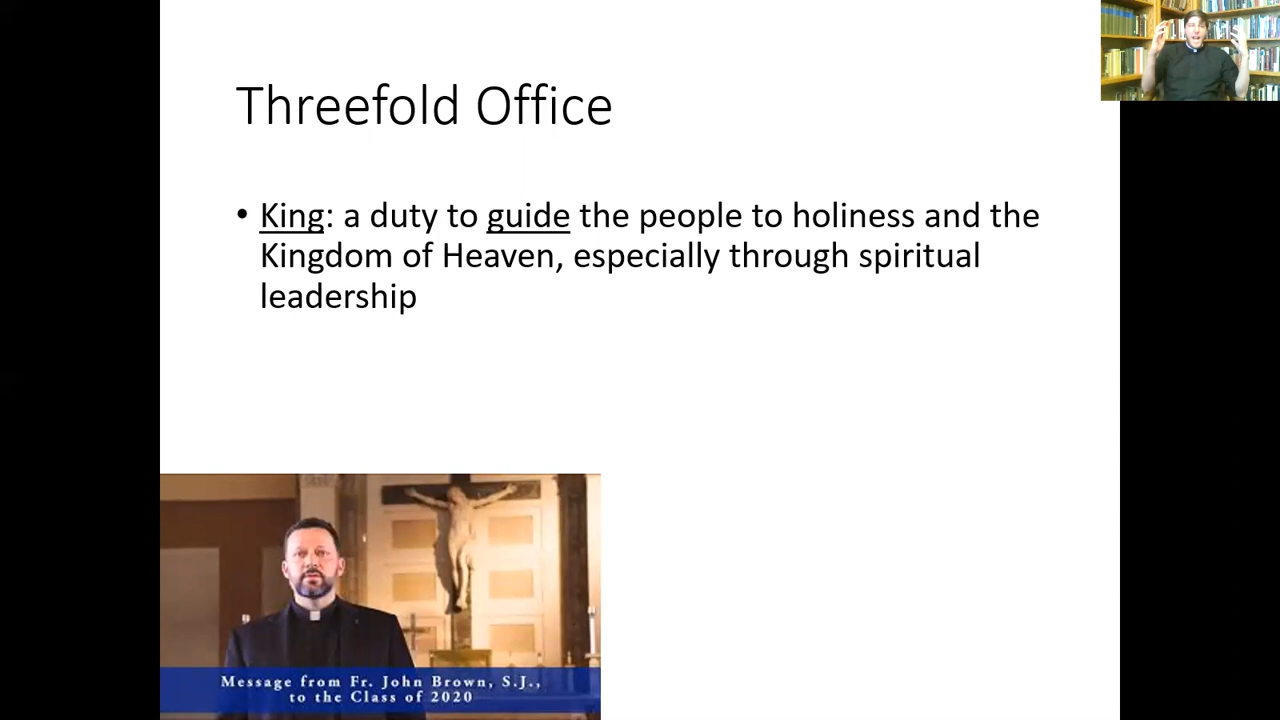 Threefold Office
• King: a duty to guide the people to holiness and the
Kingdom of Heaven, especially through spiritual
leadership
Message from Fr. John Brown, S.J.,
to the Class of 2020